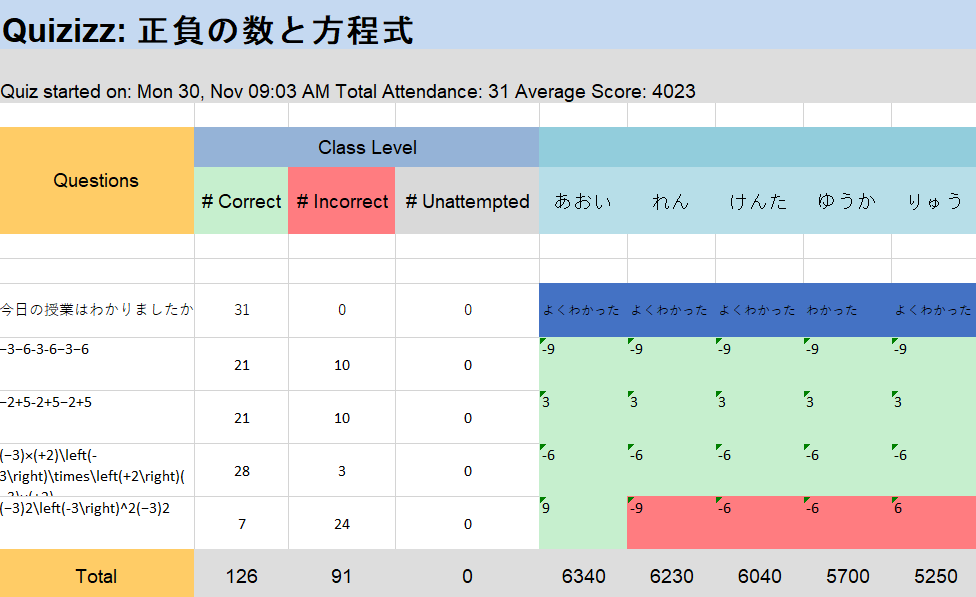 Quizizz: 正負の数と方程式
Quiz started on: Mon 30, Nov 09:03 AM Total Attendance: 31 Average Score: 4023
Class Level
Questions
# Correct # Incorrect # Unattempted あおい れん けんた ゆうか りゅう
今日の授業はわかりましたか 31 0 0 よくわかった よくわかった よくわかった わかった よくわかった
−3−6-3-6−3−6 21 10 0 -9 -9 -9 -9 -9
−2+5-2+5−2+5 21 10 0 3 3 3 3 3
(−3)×(+2)\left(-
3\right)\times\left(+2\right)( 28 3 0 -6 -6 -6 -6 -6
(−3)2\left(-3\right)^2(−3)2 7 24 0 9 -9 -6 -6 6
Total 126 91 0 6340 6230 6040 5700 5250